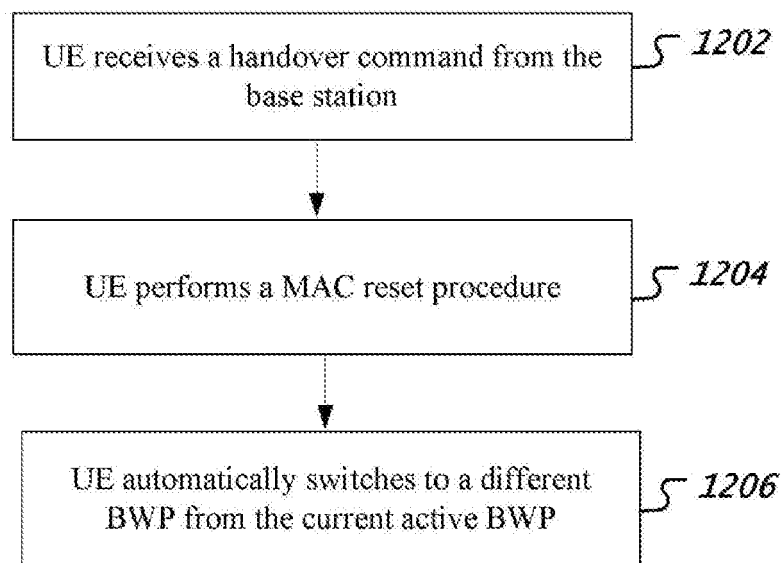 UE receives a handover command from the
base station
1202
UE performs a MAC reset procedure
1204
UE automatically switches to a different
BWP from the current active BWP
1206